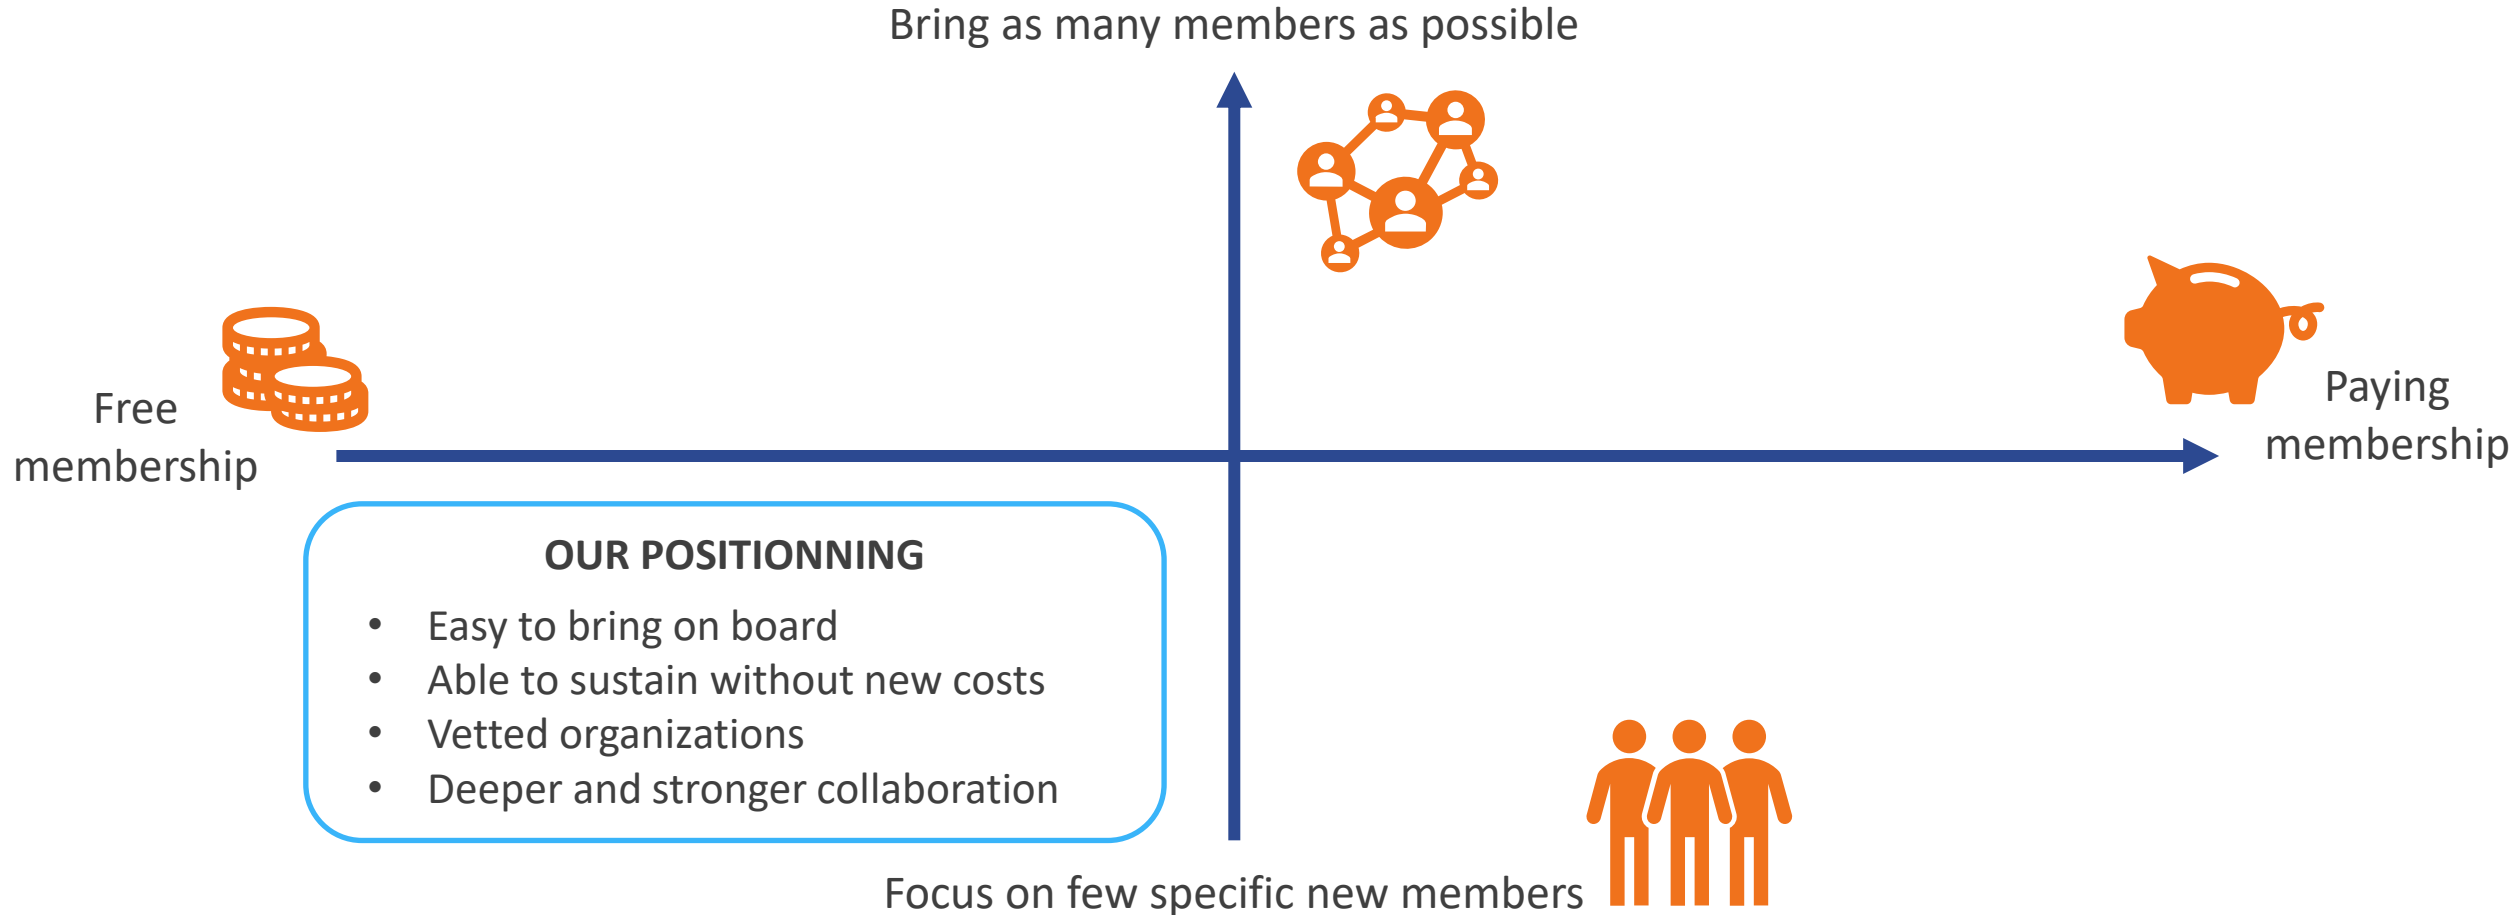 Bring as many members as possible
Free
membership
Paying
membership
OUR POSITIONNING
• Easy to bring on board
• Able to sustain without new costs
• Vetted organizations
• Deeper and stronger collaboration
Focus on few specific new members